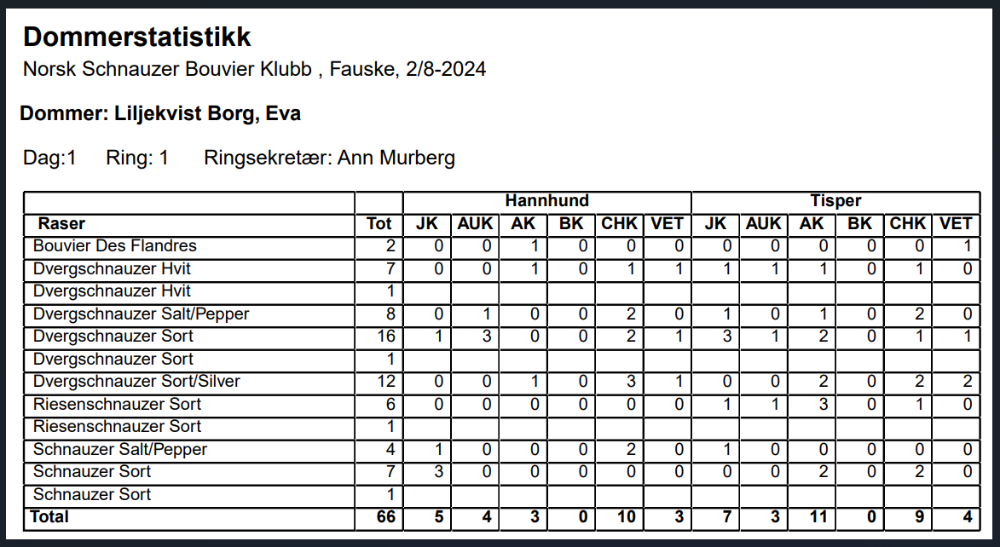 Dommerstatistikk
Norsk Schnauzer Bouvier Klubb , Fauske, 2/8-2024
Dommer: Liljekvist Borg, Eva
Dag:1 Ring: 1 Ringsekretær: Ann Murberg
Hannhund Tisper
Raser Tot JK AUK AK BK CHK VET JK AUK AK BK CHK VET
Bouvier Des Flandres 2 0 0 1 0 0 0 0 0 0 0 0 1
Dvergschnauzer Hvit 7 0 0 1 0 1 1 1 1 1 0 1 0
Dvergschnauzer Hvit 1
Dvergschnauzer Salt/Pepper 8 0 1 0 0 2 0 1 0 1 0 2 0
Dvergschnauzer Sort 16 1 3 0 0 2 1 3 1 2 0 1 1
Dvergschnauzer Sort 1
Dvergschnauzer Sort/Silver 12 0 0 1 0 3 1 0 0 2 0 2 2
Riesenschnauzer Sort 6 0 0 0 0 0 0 1 1 3 0 1 0
Riesenschnauzer Sort 1
Schnauzer Salt/Pepper 4 1 0 0 0 2 0 1 0 0 0 0 0
Schnauzer Sort 7 3 0 0 0 0 0 0 0 2 0 2 0
Schnauzer Sort 1
Total 66 5 4 3 0 10 3 7 3 11 0 9 4